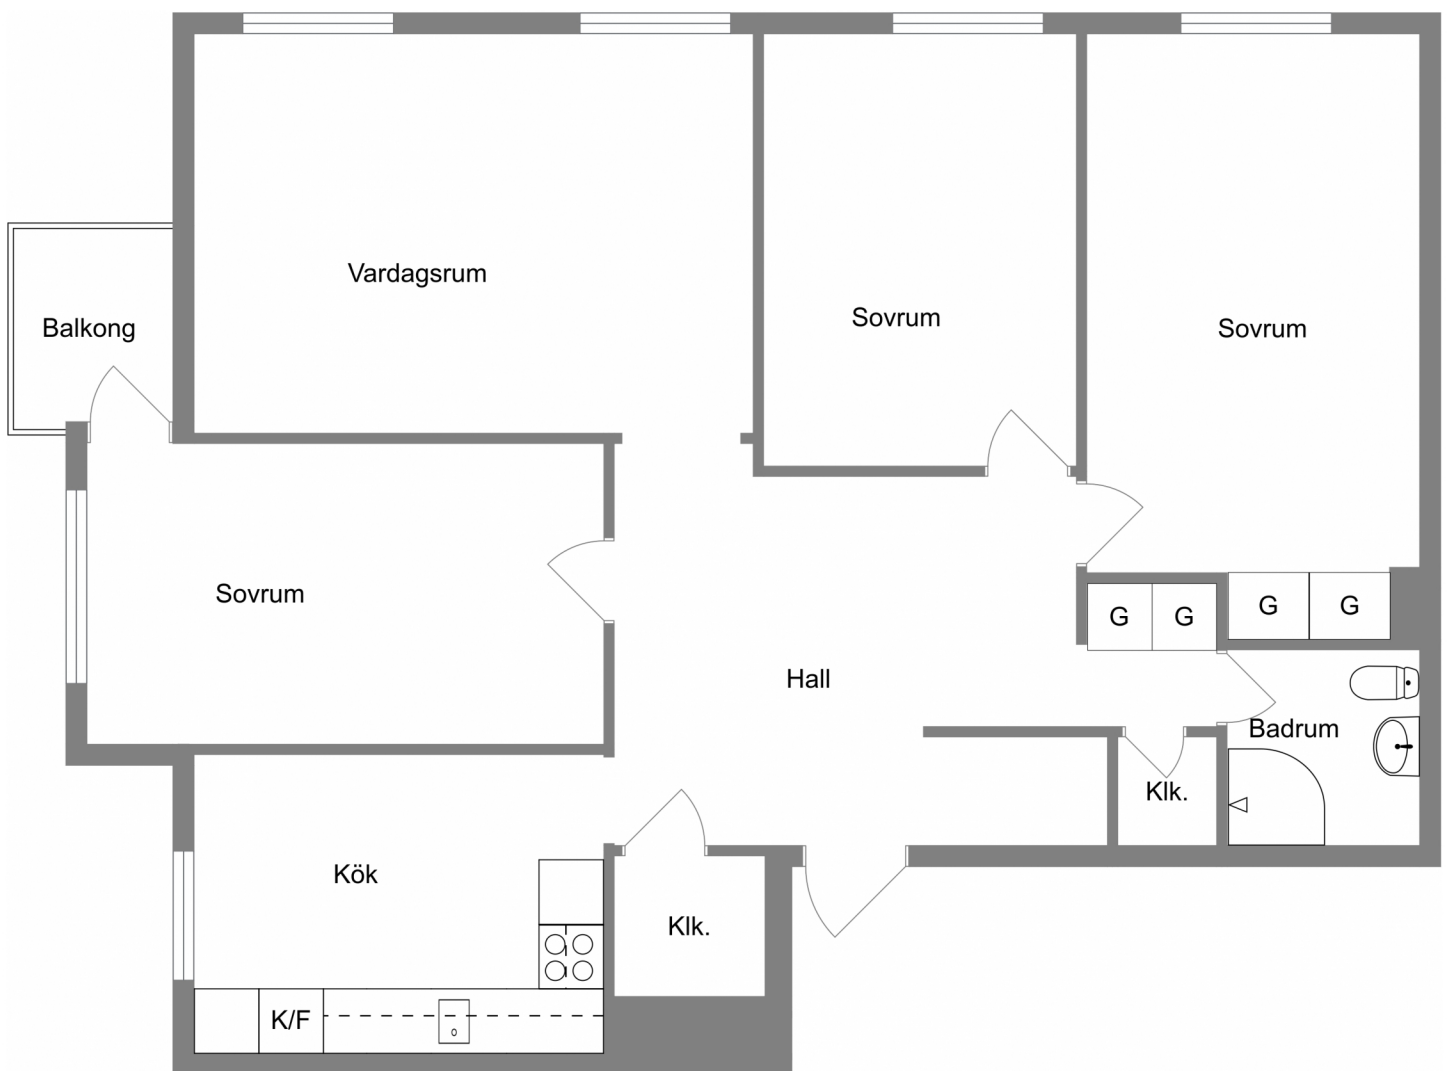 Vardagsrum
Sovrum
Sovrum
Balkong
Sovrum
G
G
G
G
Hall
Badrum
Klk.
Kök
Klk.
K/F